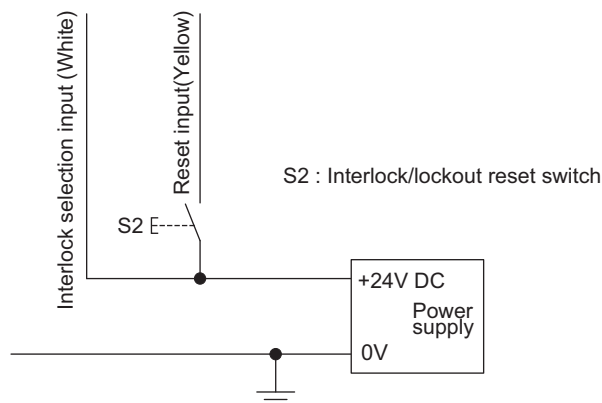 Interlock selection input (White)
Reset input(Yellow)
S2 : Interlock/lockout reset switch
S2
+24V DC
Power
supply
0V